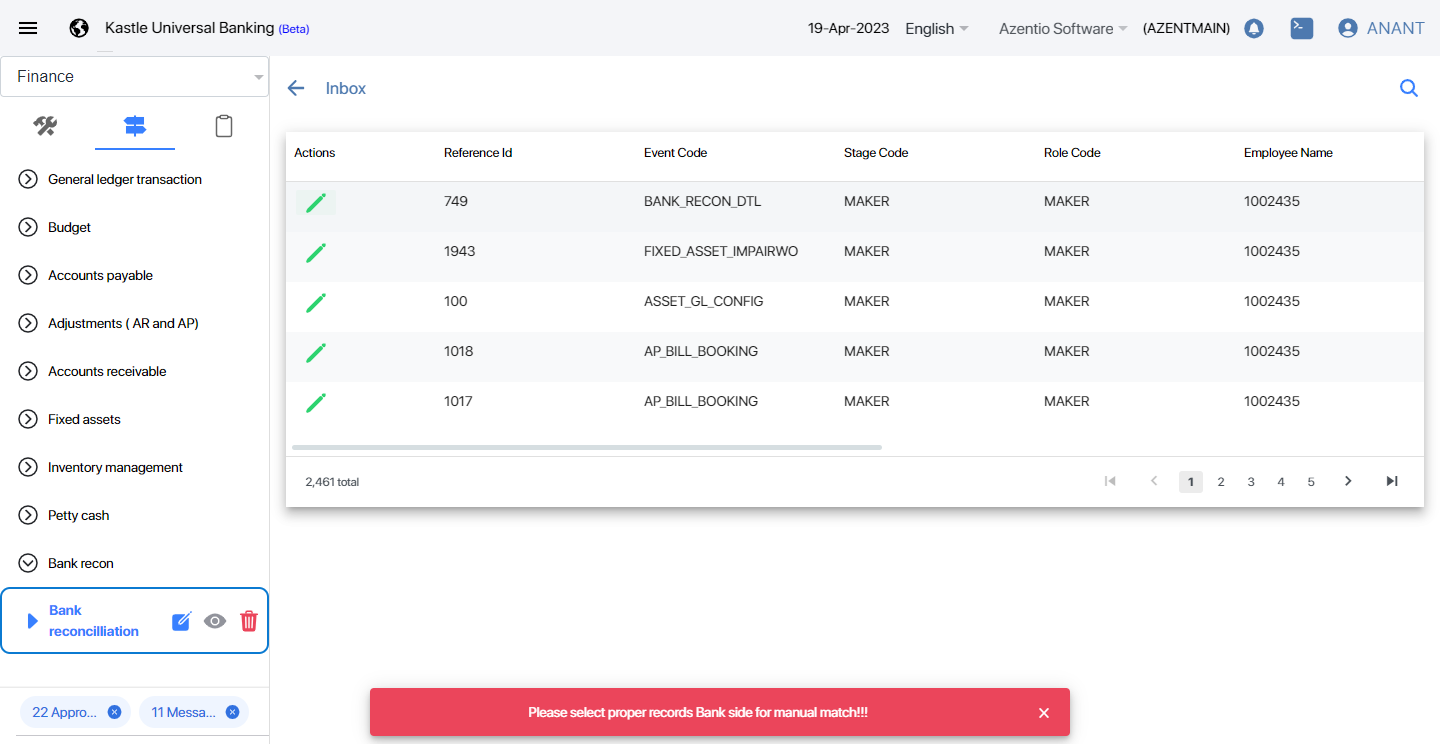 Kastle Universal Banking (Beta)
19-Apr-2023 English Azentio Software (AZENTMAIN) ANANT
Finance
General ledger transaction
Budget
Accounts payable
Adjustments ( AR and AP)
Accounts receivable
Fixed assets
Inventory management
Petty cash
Bank recon
Bank
reconcilliation
22 Appro... 11 Messa...
Inbox
Actions Reference Id Event Code Stage Code Role Code Employee Name
749 BANK_RECON_DTL MAKER MAKER 1002435
1943 FIXED_ASSET_IMPAIRWO MAKER MAKER 1002435
100 ASSET_GL_CONFIG MAKER MAKER 1002435
1018 AP_BILL_BOOKING MAKER MAKER 1002435
1017 AP_BILL_BOOKING MAKER MAKER 1002435
2,461 total 1 2 3 4 5
Please select proper records Bank side for manual match!!!